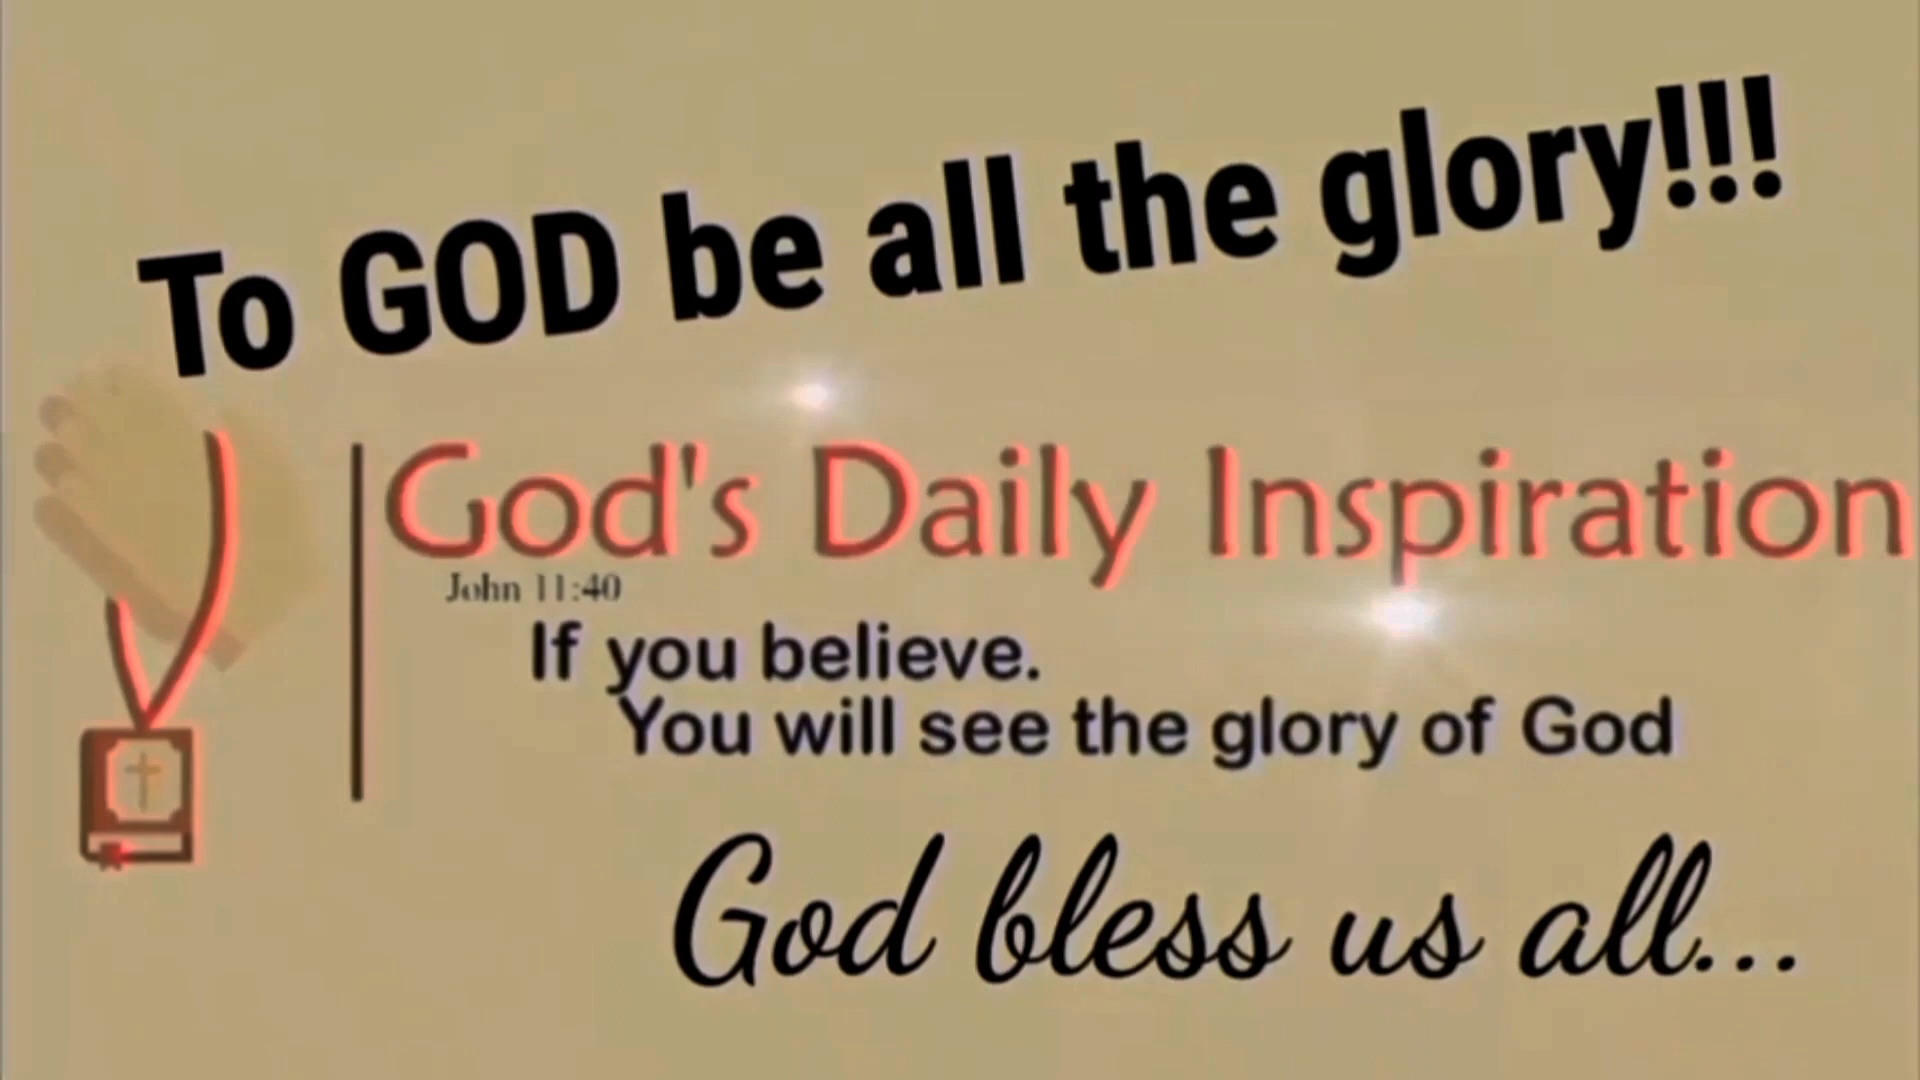 To GOD be all the glory!!!
God's Daily Inspiration
John 11:40
If you believe.
You will see the glory of God
God bless us all...